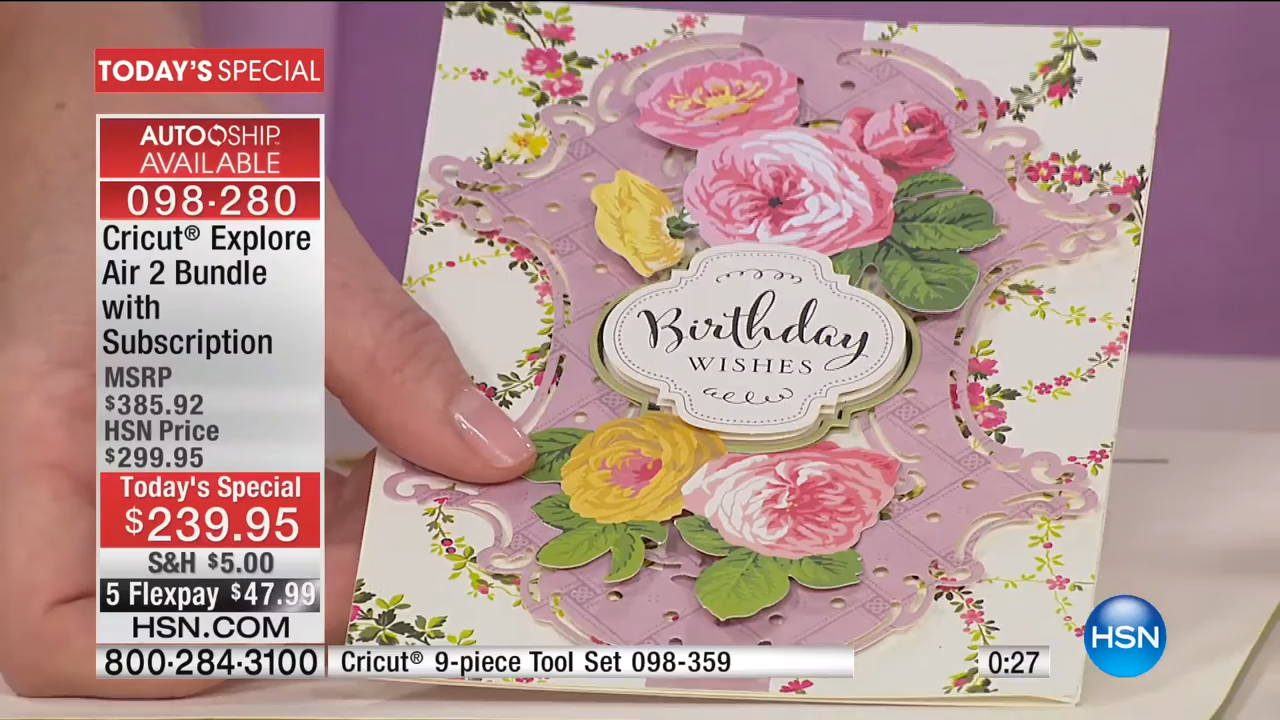 TODAY'S SPECIAL
AUTO SHIP
AVAILABLE
098-280
Cricut® Explore
Air 2 Bundle
with
Subscription
MSRP
$385.92
HSN Price
$299.95
Today's Special
$239.95
S&H $5.00
5 Flexpay $47.99
HSN.COM
800-284-3100
Cricut® 9-piece Tool Set 098-359
0:27
HSN
Birthday
WISHES